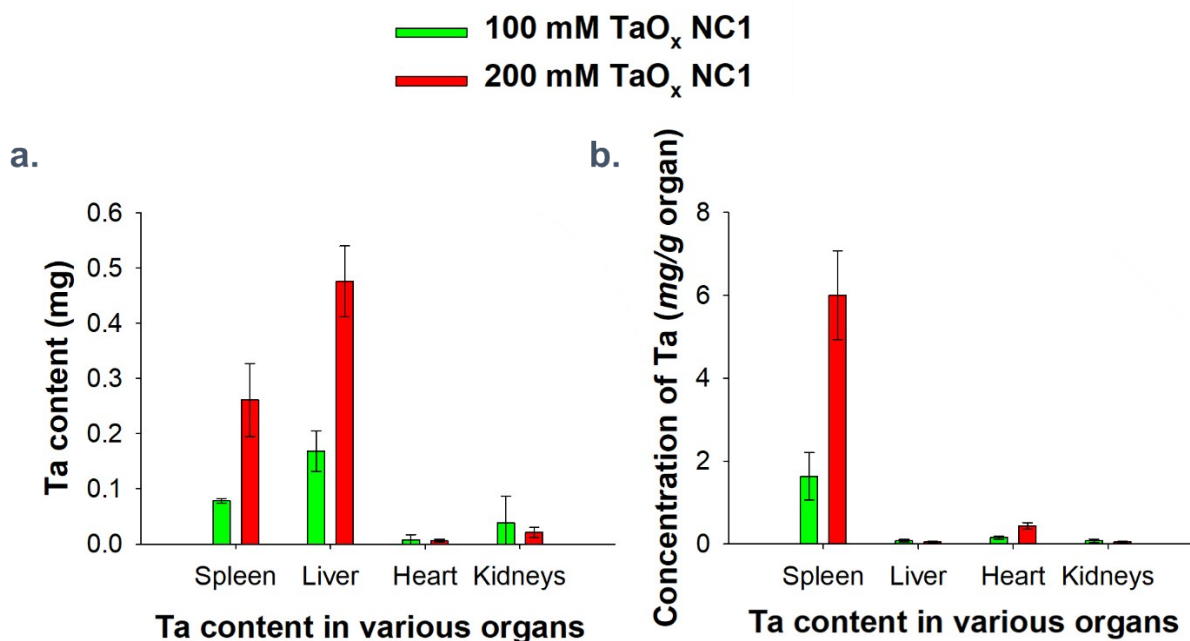 100 mM TaOx NC1
200 mM TaOx NC1
a.
Ta content (mg)
0.6
0.5
0.4
0.3
0.2
0.1
0.0
Spleen Liver Heart Kidneys
Ta content in various organs
b.
Concentration of Ta (mg/g organ)
8
6
4
2
0
Spleen Liver Heart Kidneys
Ta content in various organs